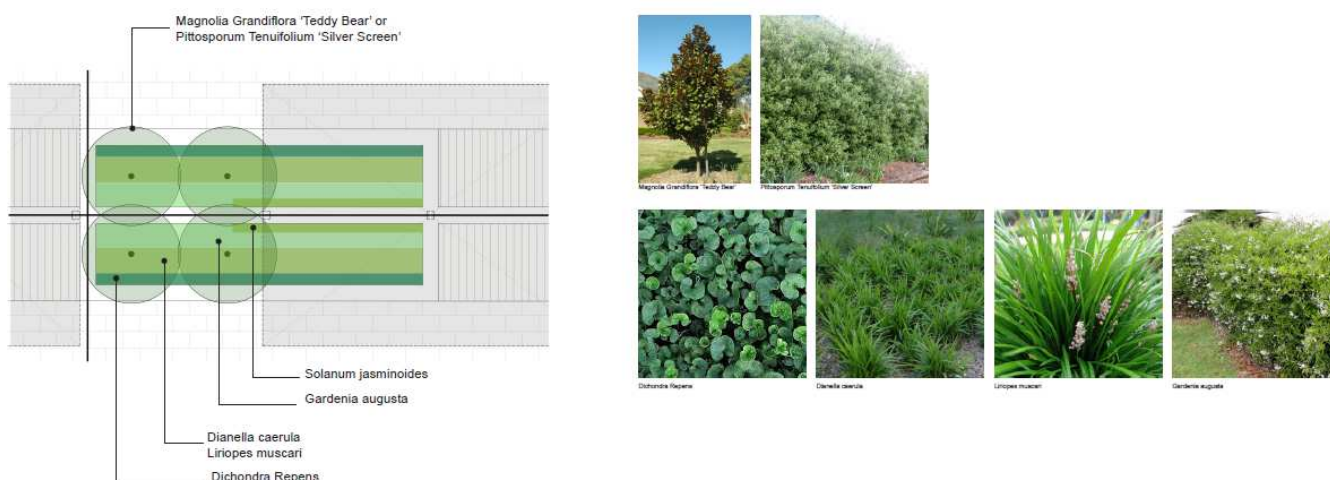 Magnolia Grandiflora ‘Teddy Bear’ or
Pittosporum Tenuifolium ‘Silver Screen’
Solanum jasminoides
Gardenia augusta
Dianella caerula
Liriopes muscari
Dichondra Repens
Magnolia Grandiflora ‘Teddy Bear’
Pittosporum Tenuifolium ‘Silver Screen’
Dichondra Repens
Dianella caerula
Liriopes muscari
Gardenia augusta